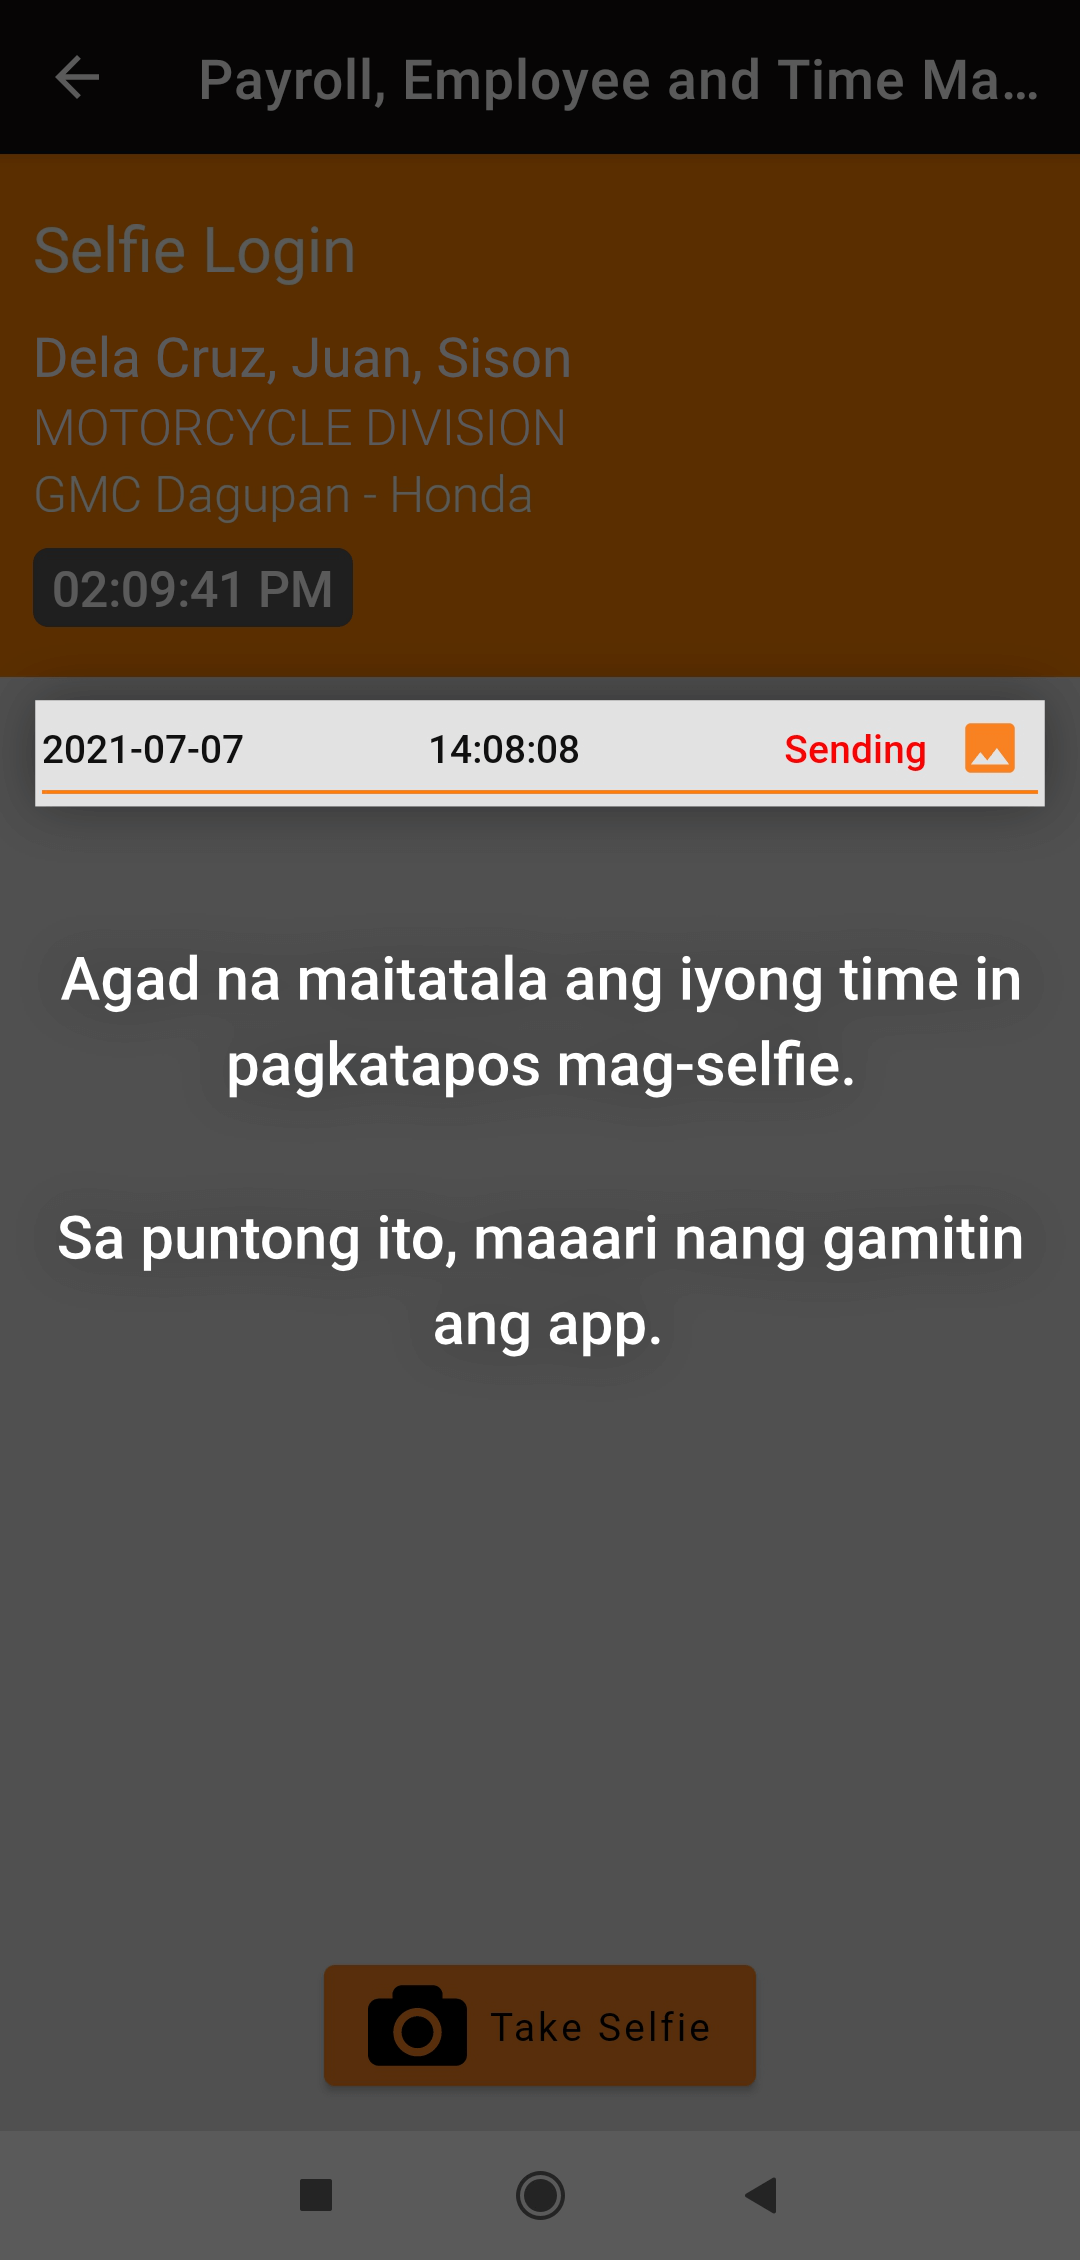 Payroll, Employee and Time Ma...
Selfie Login
Dela Cruz, Juan, Sison
MOTORCYCLE DIVISION
GMC Dagupan - Honda
02:09:41 PM
2021-07-07 14:08:08 Sending
Agad na maitatala ang iyong time in
pagkatapos mag-selfie.
Sa puntong ito, maaari nang gamitin
ang app.
Take Selfie